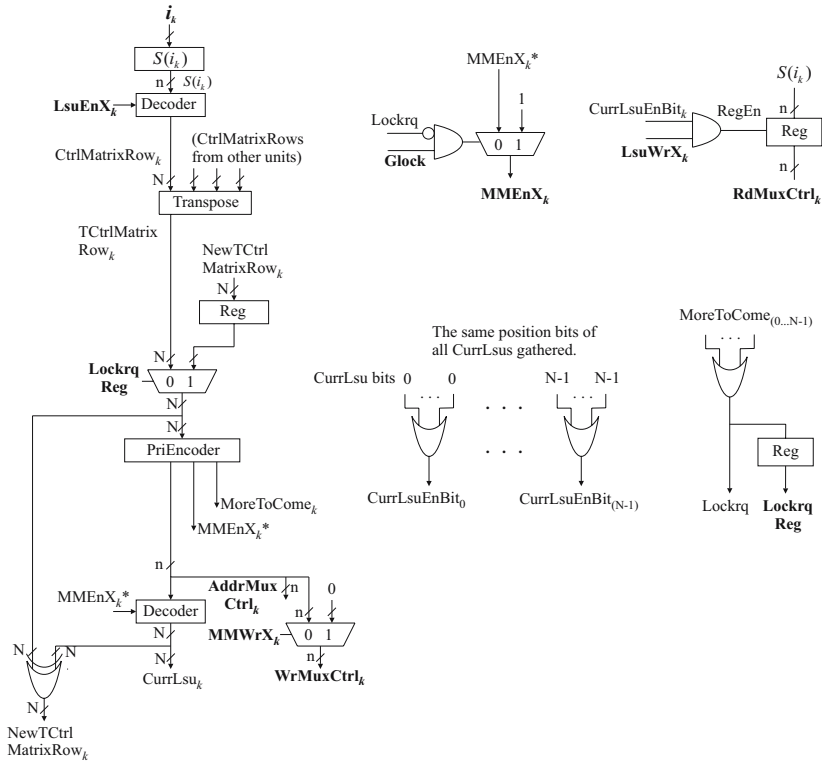 i_k
S(i_k)
n S(i_k)
LsuEnX_k
Decoder
CtrlMatrixRow_k
(CtrlMatrixRows
from other units)
N
Transpose
TCtrlMatrix
Row_k
NewTCtrl
MatrixRow_k
N
Reg
N
Lockrq
Reg
0 1
N
N
PriEncoder
MoreToCome_k
MMEnX_k*
n
AddrMux
Ctrl_k
n
0
MMEnX_k*
Decoder
n
MMWrX_k
0 1
N
N
N
N
n
CurrLsu_k
WrMuxCtrl_k
N
NewTCtrl
MatrixRow_k
MMEnX_k*
1
Lockrq
Glock
0 1
MMEnX_k
S(i_k)
CurrLsuEnBit_k
RegEn
n
LsuWrX_k
Reg
n
RdMuxCtrl_k
The same position bits of
all CurrLsus gathered.
CurrLsu bits 0 0 N-1 N-1
. . . . . .
. . .
. . .
CurrLsuEnBit_0
CurrLsuEnBit_(N-1)
MoreToCome_(0...N-1)
. . .
Reg
Lockrq
Lockrq
Reg